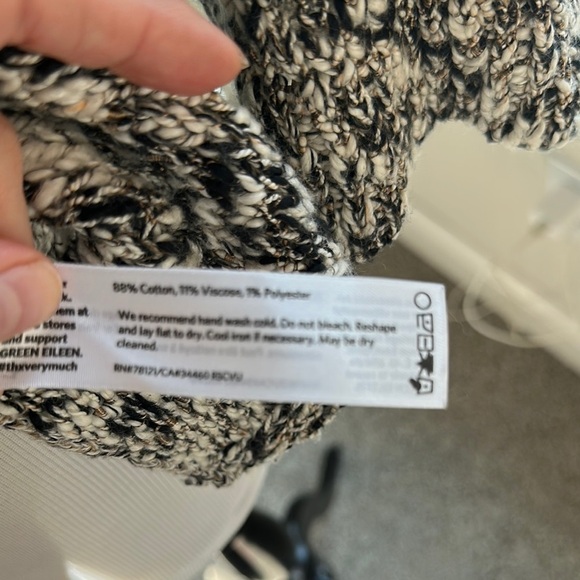 88% Cotton, 11% Viscose, 1% Polyester
We recommend hand wash cold. Do not bleach. Reshape
and lay flat to dry. Cool iron if necessary. May be dry
cleaned.
RN#78121/CA#34460 RSCVU
k.
em at
stores
nd support
GREEN EILEEN.
#thxverymuch